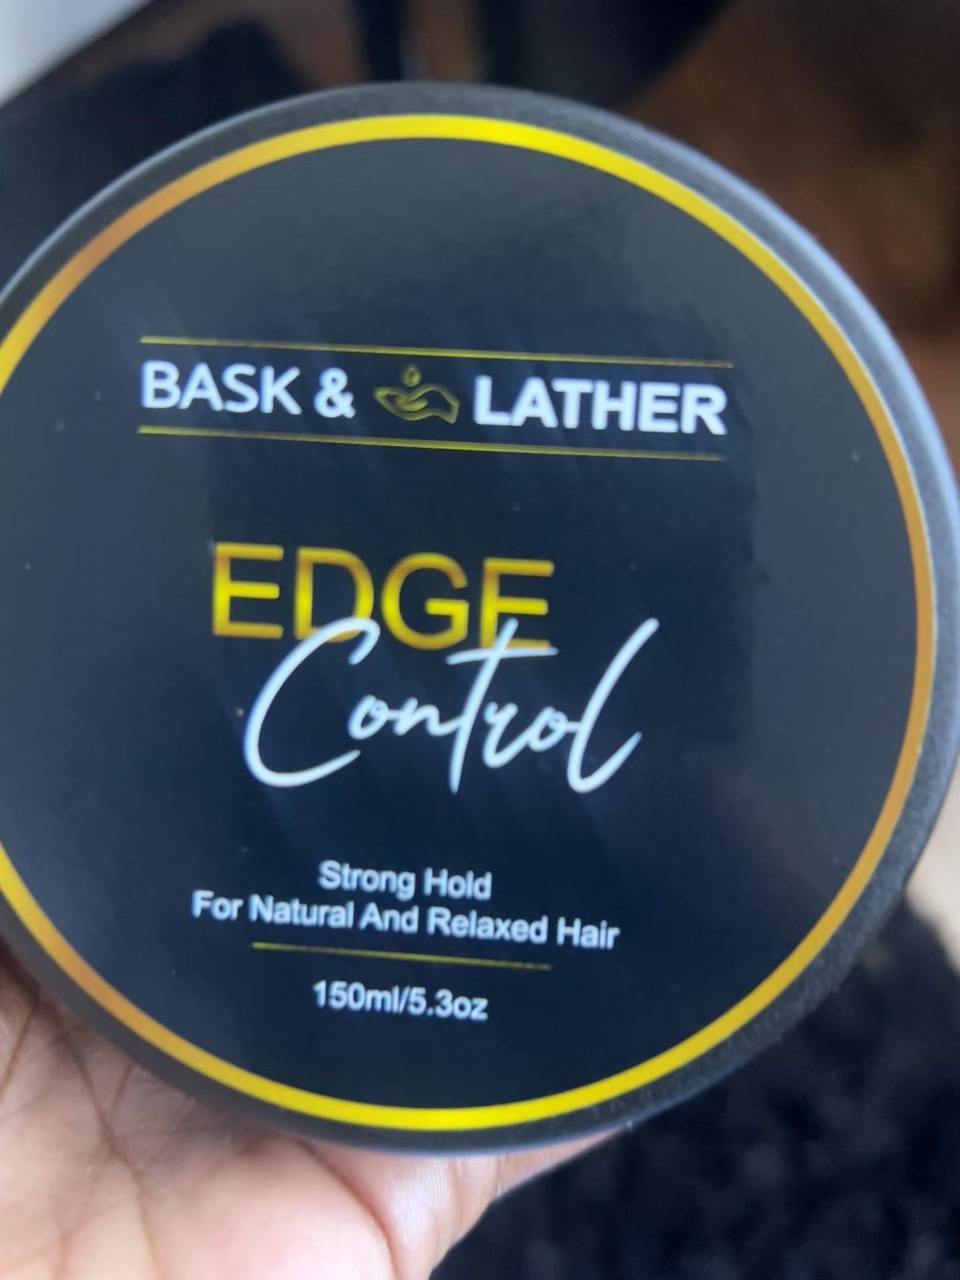 BASK & LATHER
EDGE
Control
Strong Hold
For Natural And Relaxed Hair
150ml/5.3oz